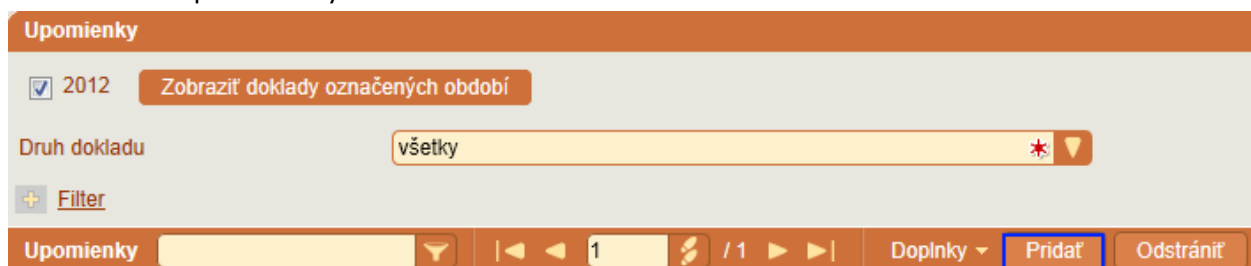 Upomienky
2012 Zobraziť doklady označených období
Druh dokladu všetky
Filter
Upomienky 1 / 1 Doplnky Pridať Odstrániť